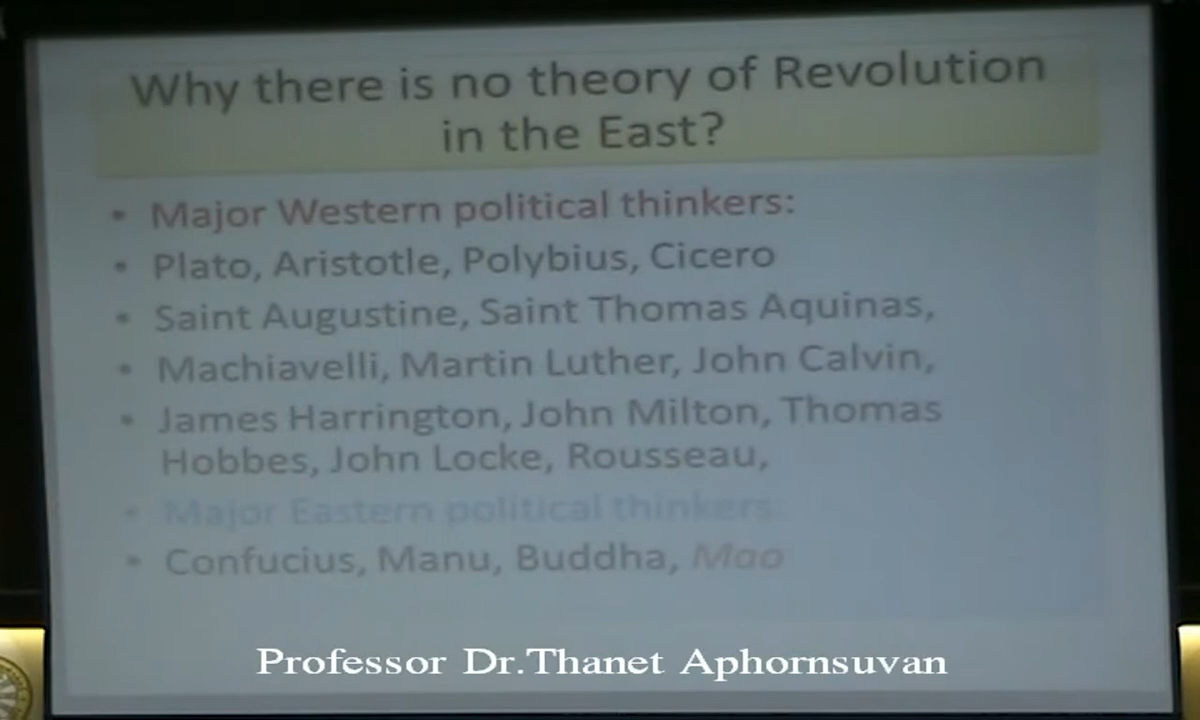 Why there is no theory of Revolution
in the East?
• Major Western political thinkers:
• Plato, Aristotle, Polybius, Cicero
• Saint Augustine, Saint Thomas Aquinas,
• Machiavelli, Martin Luther, John Calvin,
• James Harrington, John Milton, Thomas
Hobbes, John Locke, Rousseau,
• Major Eastern political thinkers:
• Confucius, Manu, Buddha, Mao
Professor Dr.Thanet Aphornsuvan